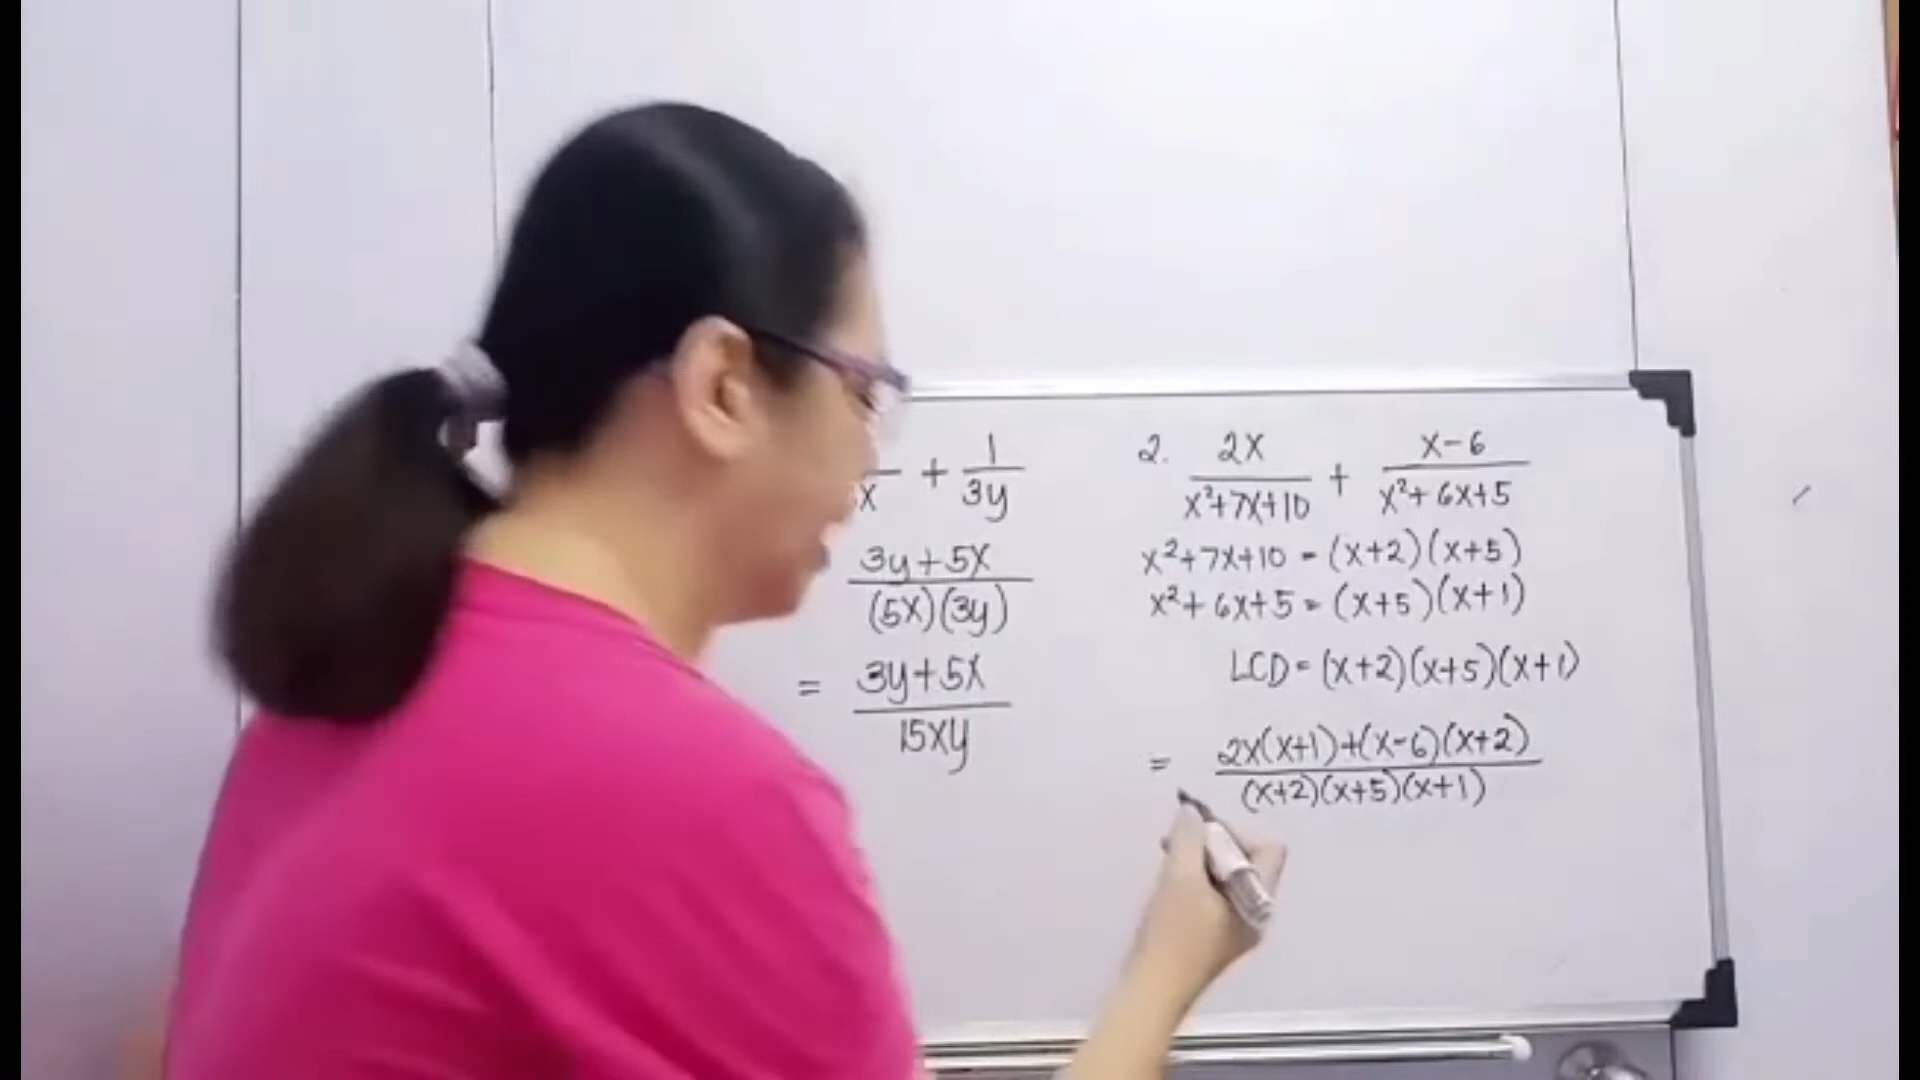 x + 1/3y
3y+5x/(5x)(3y)
= 3y+5x/15xy
2. 2x/x²+7x+10 + x-6/x²+6x+5
x²+7x+10 = (x+2)(x+5)
x²+6x+5 = (x+5)(x+1)
LCD = (x+2)(x+5)(x+1)
= 2x(x+1)+(x-6)(x+2)/(x+2)(x+5)(x+1)